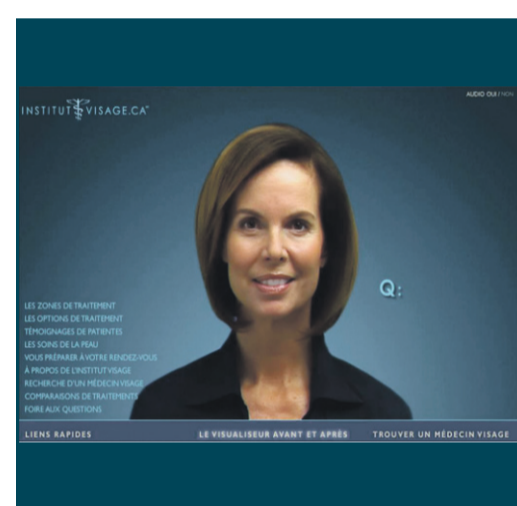 AUDIO OUI / NON
INSTITUT VISAGE.CA
Q:
LES ZONES DE TRAITEMENT
LES OPTIONS DE TRAITEMENT
TÉMOIGNAGES DE PATIENTES
LES SOINS DE LA PEAU
VOUS PRÉPARER À VOTRE RENDEZ-VOUS
À PROPOS DE L'INSTITUT VISAGE
RECHERCHE D'UN MÉDECIN VISAGE
COMPARAISONS DE TRAITEMENTS
FOIRE AUX QUESTIONS
LIENS RAPIDES LE VISUALISEUR AVANT ET APRÈS TROUVER UN MÉDECIN VISAGE